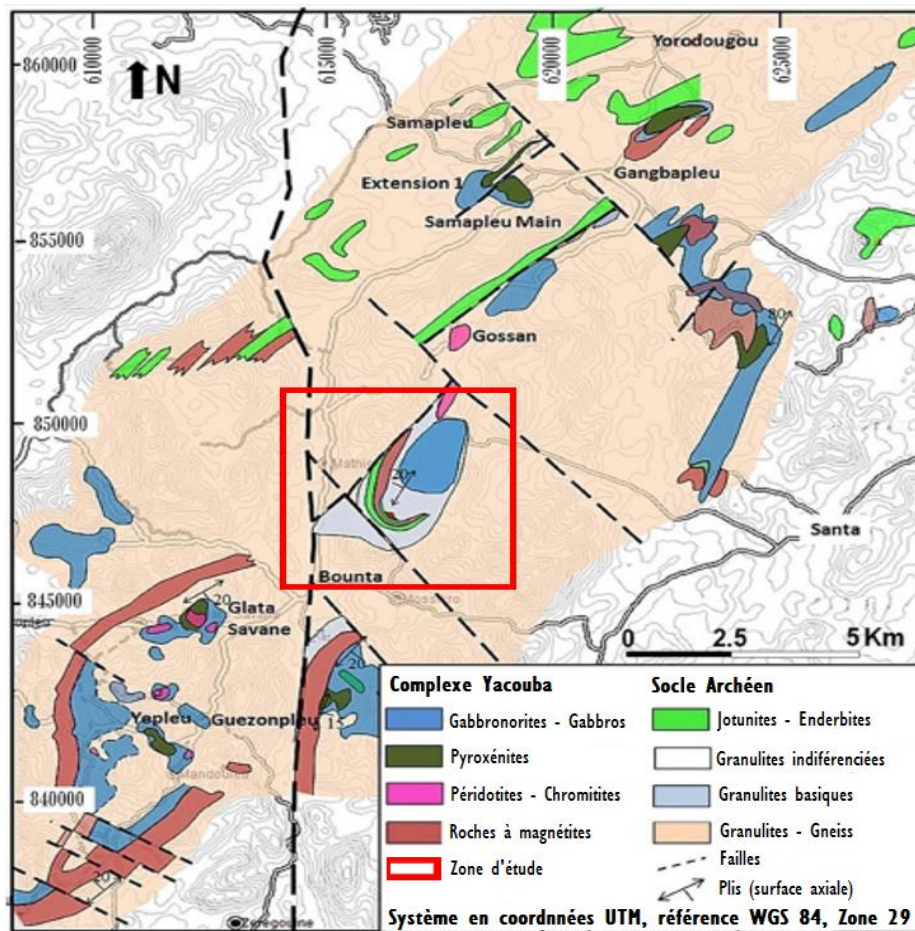 860000
610000
N
615000
620000
Yorodougou
625000
Samapleu
Extension 1
Gangbapleu
Samapleu Main
855000
80
Gossan
850000
20
Santa
Bounta
845000
20
Glata
Savane
0 2.5 5 Km
20
Yapleu
Guezonpleu
15
840000
20
Complexe Yacouba
Gabbronorites - Gabbros
Pyroxénites
Péridotites - Chromitites
Roches à magnétites
Zone d'étude
Socle Archéen
Jotunites - Enderbites
Granulites indiférenciées
Granulites basiques
Granulites - Gneiss
Failles
Plis (surface axiale)
Système en coordnnées UTM, référence WGS 84, Zone 29